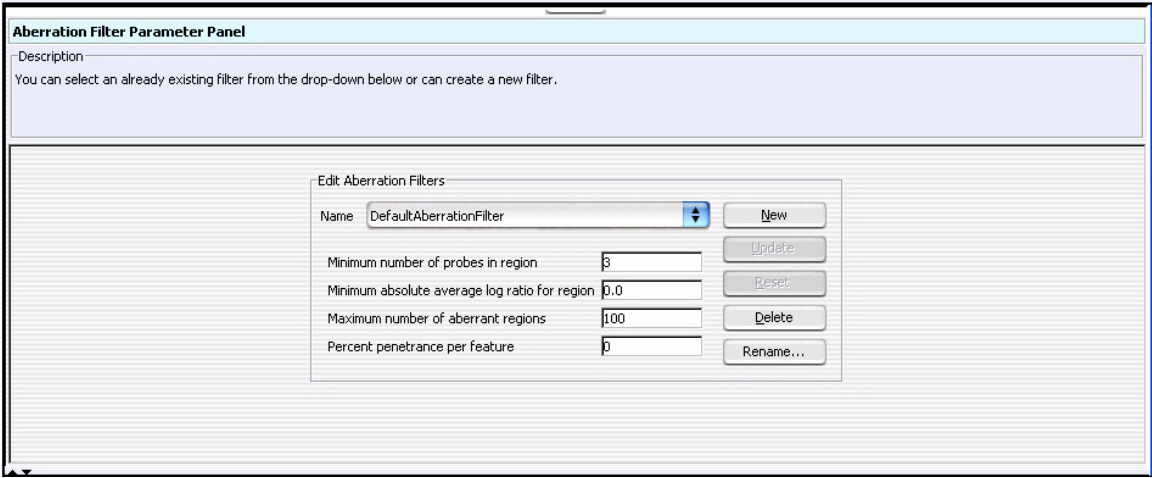 Aberration Filter Parameter Panel
Description
You can select an already existing filter from the drop-down below or can create a new filter.
Edit Aberration Filters
Name DefaultAberrationFilter New
Update
Minimum number of probes in region 3
Minimum absolute average log ratio for region 0.0 Reset
Maximum number of aberrant regions 100 Delete
Percent penetrance per feature 0 Rename...